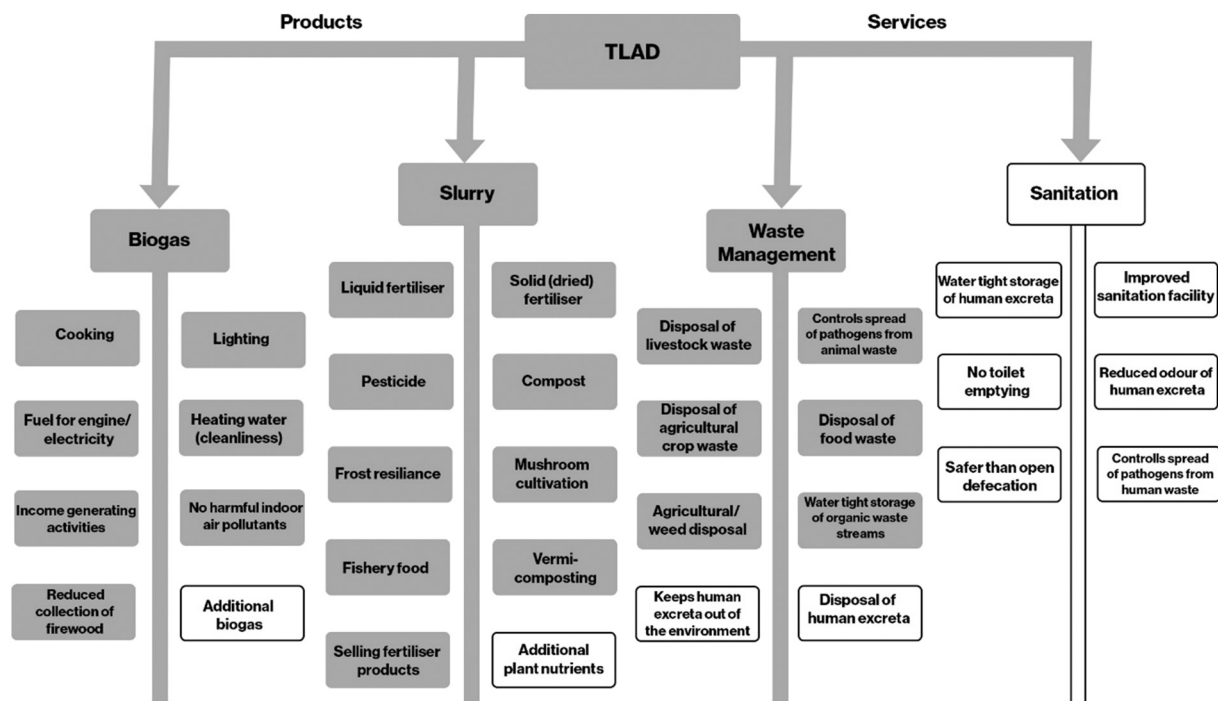 Products
TLAD
Services
Biogas
Cooking
Lighting
Fuel for engine/
electricity
Heating water
(cleanliness)
Income generating
activities
No harmful indoor
air pollutants
Reduced
collection of
firewood
Additional
biogas
Slurry
Liquid fertiliser
Solid (dried)
fertiliser
Pesticide
Compost
Frost resiliance
Mushroom
cultivation
Fishery food
Vermi-
composting
Selling fertiliser
products
Additional
plant nutrients
Waste
Management
Disposal of
livestock waste
Controls spread
of pathogens from
animal waste
Disposal of
agricultural
crop waste
Disposal of
food waste
Agricultural/
weed disposal
Water tight storage
of organic waste
streams
Keeps human
excreta out of
the environment
Disposal of
human excreta
Sanitation
Water tight storage
of human excreta
Improved
sanitation facility
No toilet
emptying
Reduced odour of
human excreta
Safer than open
defecation
Controlls spread
of pathogens from
human waste